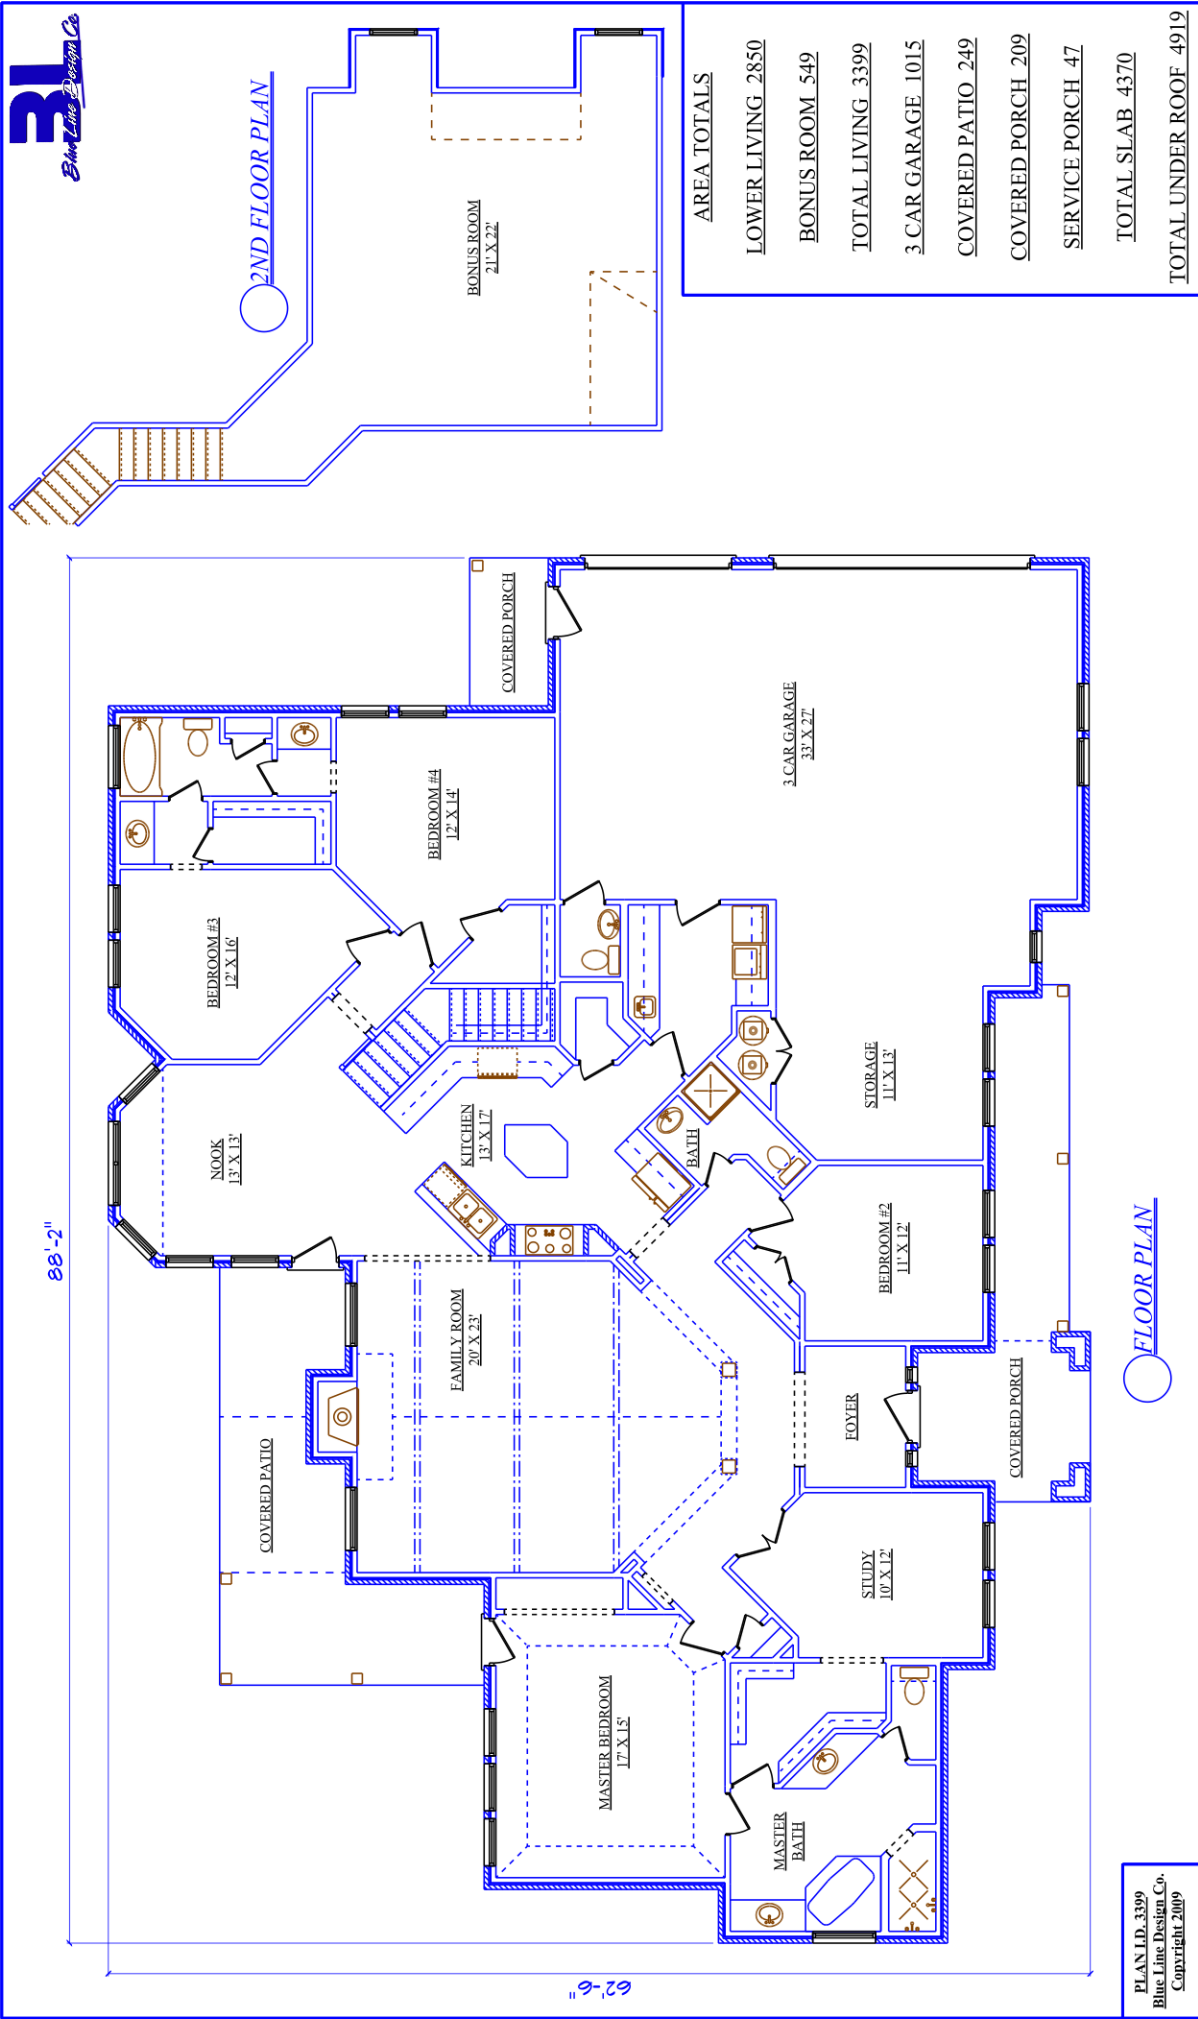 BL
Blue Line Design Co
2ND FLOOR PLAN
BONUS ROOM
21' X 22'
AREA TOTALS
LOWER LIVING 2850
BONUS ROOM 549
TOTAL LIVING 3399
3 CAR GARAGE 1015
COVERED PATIO 249
COVERED PORCH 209
SERVICE PORCH 47
TOTAL SLAB 4370
TOTAL UNDER ROOF 4919
88'-2"
62'-6"
COVERED PORCH
3 CAR GARAGE
33' X 27'
BEDROOM #4
12' X 14'
BEDROOM #3
12' X 16'
NOOK
13' X 13'
KITCHEN
13' X 17'
STORAGE
11' X 13'
BATH
BEDROOM #2
11' X 12'
FAMILY ROOM
20' X 23'
FOYER
COVERED PORCH
COVERED PATIO
STUDY
10' X 12'
MASTER BEDROOM
17' X 15'
MASTER
BATH
FLOOR PLAN
PLAN I.D. 3399
Blue Line Design Co.
Copyright 2009